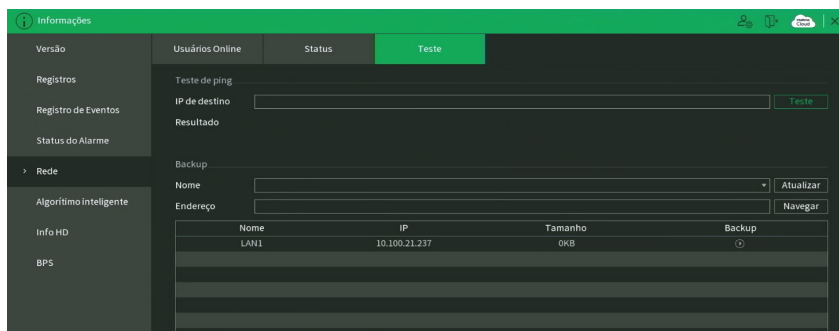 Informações
Cloud
Versão
Usuários Online
Status
Teste
Registros
Teste de ping
IP de destino
Teste
Registro de Eventos
Resultado
Status do Alarme
Backup
Rede
Nome
Atualizar
Algorítimo inteligente
Endereço
Navegar
Info HD
Nome IP Tamanho Backup
LAN1 10.100.21.237 0KB
BPS